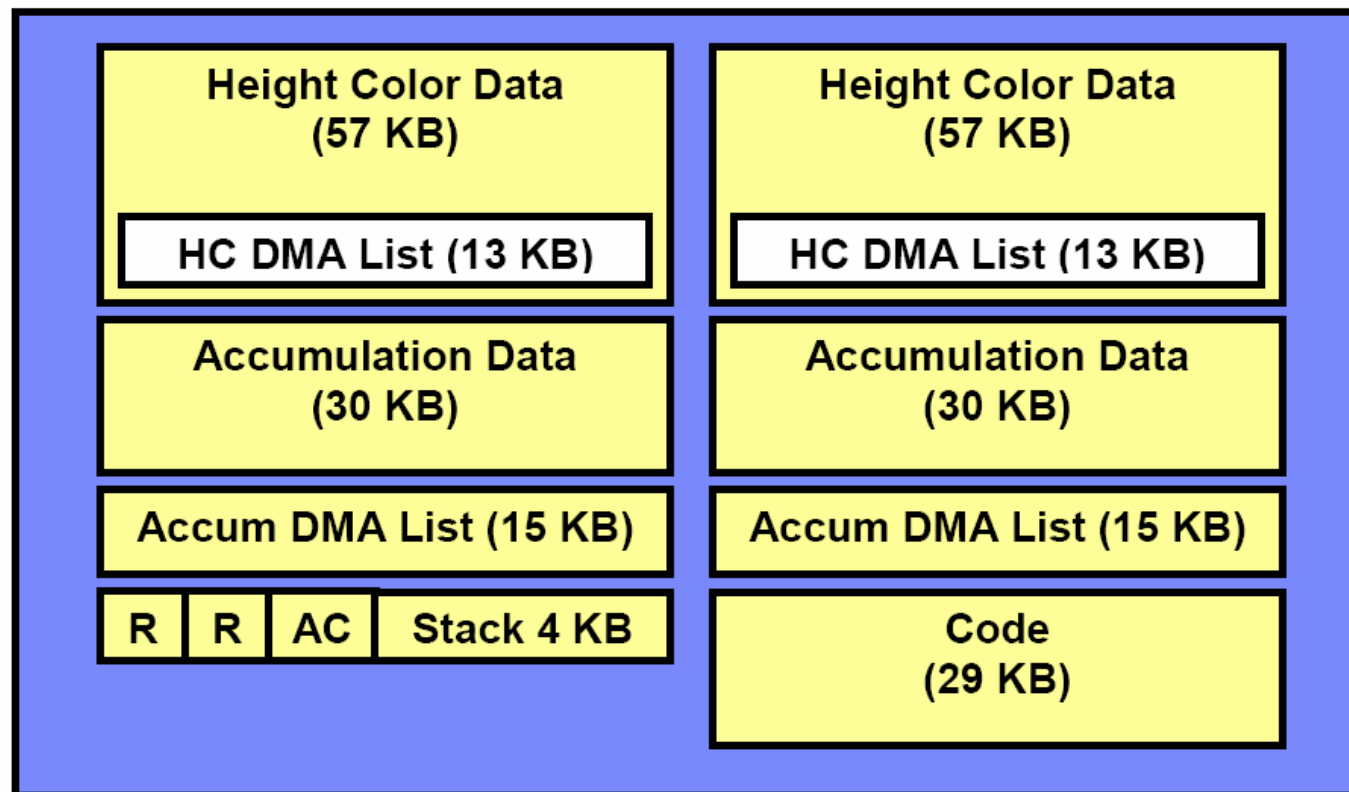 Height Color Data
(57 KB)
HC DMA List (13 KB)
Accumulation Data
(30 KB)
Accum DMA List (15 KB)
R R AC Stack 4 KB
Height Color Data
(57 KB)
HC DMA List (13 KB)
Accumulation Data
(30 KB)
Accum DMA List (15 KB)
Code
(29 KB)